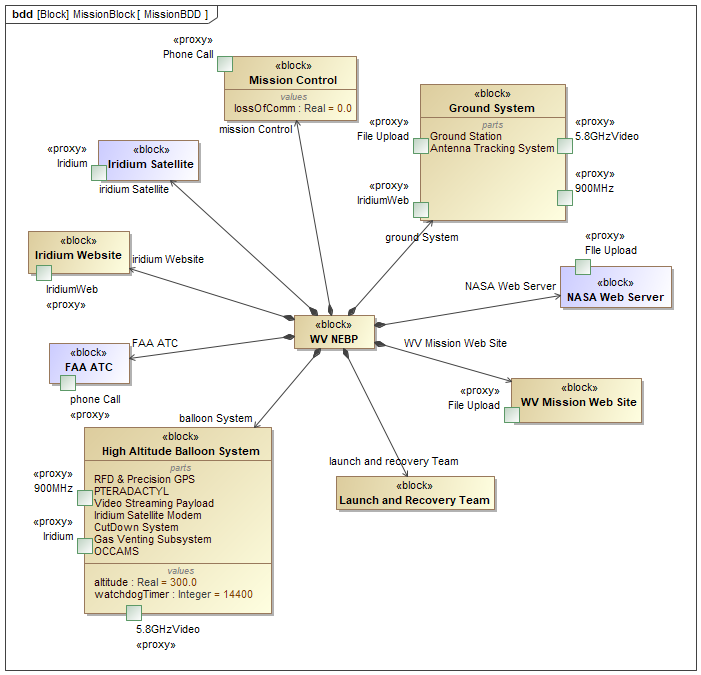 bdd [Block] MissionBlock [ MissionBDD ]
«proxy»
Phone Call
«block»
Mission Control
values
lossOfComm : Real = 0.0
mission Control
«block»
Ground System
parts
Ground Station
Antenna Tracking System
«proxy»
File Upload
«proxy»
IridiumWeb
«proxy»
5.8GHzVideo
«proxy»
900MHz
ground System
«proxy»
Iridium
«block»
Iridium Satellite
iridium Satellite
«block»
Iridium Website
iridium Website
IridiumWeb
«proxy»
«proxy»
FIle Upload
«block»
NASA Web Server
NASA Web Server
«block»
WV NEBP
FAA ATC
«block»
FAA ATC
phone Call
«proxy»
WV Mission Web Site
«proxy»
File Upload
«block»
WV Mission Web Site
balloon System
«block»
High Altitude Balloon System
parts
RFD & Precision GPS
PTERADACTYL
Video Streaming Payload
Iridium Satellite Modem
CutDown System
Gas Venting Subsystem
OCCAMS
values
altitude : Real = 300.0
watchdogTimer : Integer = 14400
«proxy»
900MHz
«proxy»
Iridium
5.8GHzVideo
«proxy»
launch and recovery Team
«block»
Launch and Recovery Team